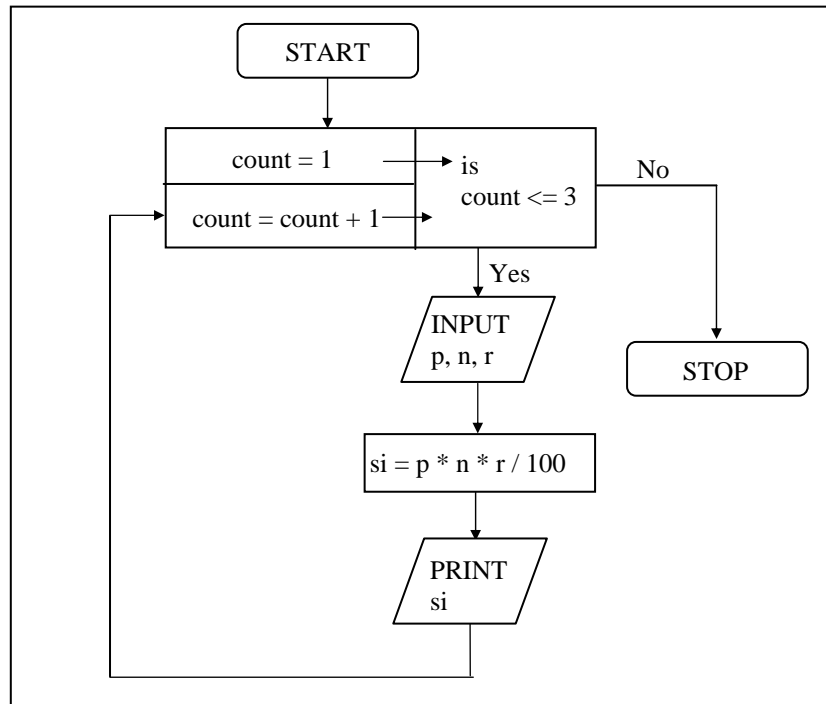 START
count = 1
is
count <= 3
No
count = count + 1
Yes
INPUT
p, n, r
STOP
si = p * n * r / 100
PRINT
si